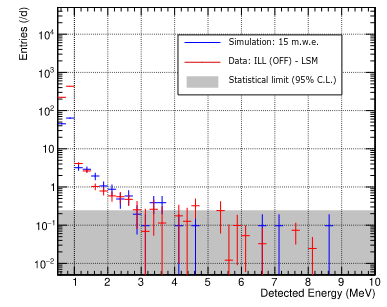 Entries (/d)
10⁴
10³
10²
10
1
10⁻¹
10⁻²
Simulation: 15 m.w.e.
Data: ILL (OFF) - LSM
Statistical limit (95% C.L.)
1 2 3 4 5 6 7 8 9 10
Detected Energy (MeV)